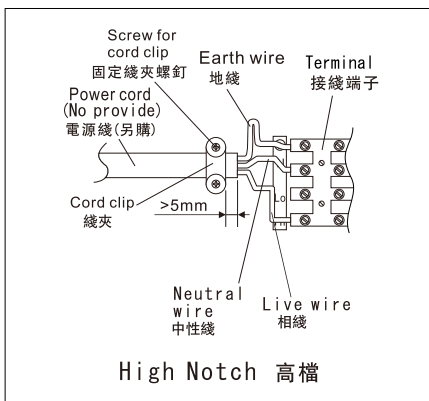 Screw for
cord clip
固定綫夾螺釘
Earth wire
地綫
Terminal
接綫端子
Power cord
(No provide)
電源綫(另購)
Cord clip
綫夾
>5mm
Neutral
wire
中性綫
Live wire
相綫
High Notch 高檔